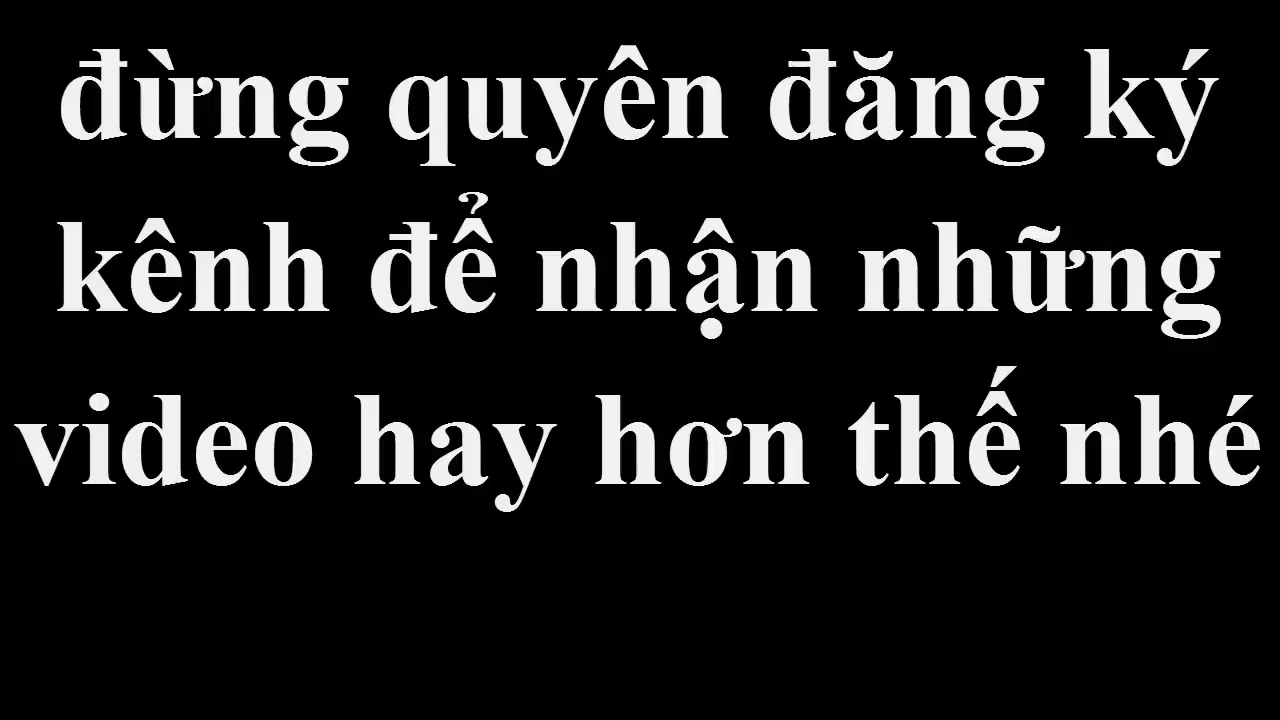 đừng quyên đăng ký
kênh để nhận những
video hay hơn thế nhé